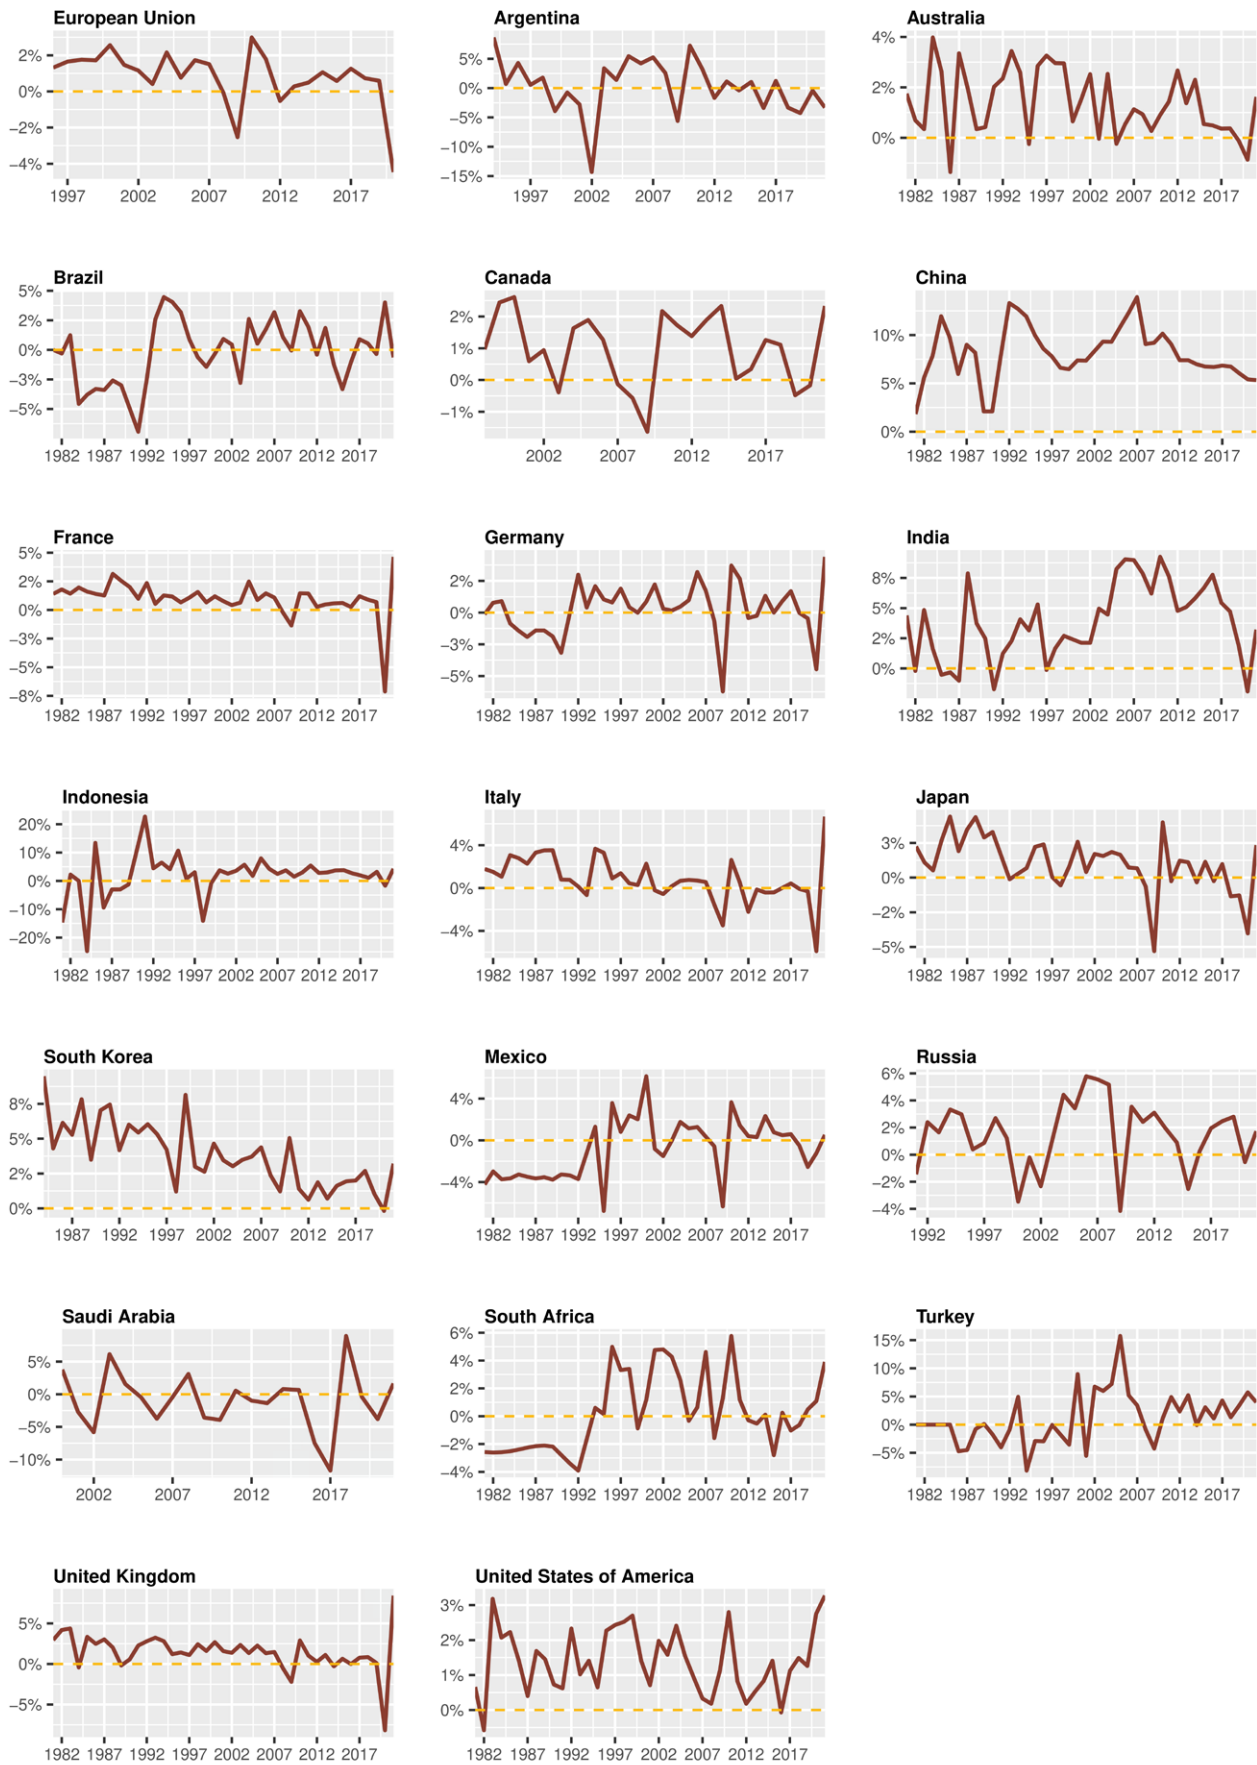 European Union
2%
0%
−2%
−4%
1997 2002 2007 2012 2017
Argentina
5%
0%
−5%
−10%
−15%
1997 2002 2007 2012 2017
Australia
4%
2%
0%
1982 1987 1992 1997 2002 2007 2012 2017
Brazil
5%
2%
0%
−3%
−5%
1982 1987 1992 1997 2002 2007 2012 2017
Canada
2%
1%
0%
−1%
2002 2007 2012 2017
China
10%
5%
0%
1982 1987 1992 1997 2002 2007 2012 2017
France
5%
2%
0%
−3%
−5%
−8%
1982 1987 1992 1997 2002 2007 2012 2017
Germany
2%
0%
−3%
−5%
1982 1987 1992 1997 2002 2007 2012 2017
India
8%
5%
2%
0%
1982 1987 1992 1997 2002 2007 2012 2017
Indonesia
20%
10%
0%
−10%
−20%
1982 1987 1992 1997 2002 2007 2012 2017
Italy
4%
0%
−4%
1982 1987 1992 1997 2002 2007 2012 2017
Japan
3%
0%
−2%
−5%
1982 1987 1992 1997 2002 2007 2012 2017
South Korea
8%
5%
2%
0%
1987 1992 1997 2002 2007 2012 2017
Mexico
4%
0%
−4%
1982 1987 1992 1997 2002 2007 2012 2017
Russia
6%
4%
2%
0%
−2%
−4%
1992 1997 2002 2007 2012 2017
Saudi Arabia
5%
0%
−5%
−10%
2002 2007 2012 2017
South Africa
6%
4%
2%
0%
−2%
−4%
1982 1987 1992 1997 2002 2007 2012 2017
Turkey
15%
10%
5%
0%
−5%
1982 1987 1992 1997 2002 2007 2012 2017
United Kingdom
5%
0%
−5%
1982 1987 1992 1997 2002 2007 2012 2017
United States of America
3%
2%
1%
0%
1982 1987 1992 1997 2002 2007 2012 2017